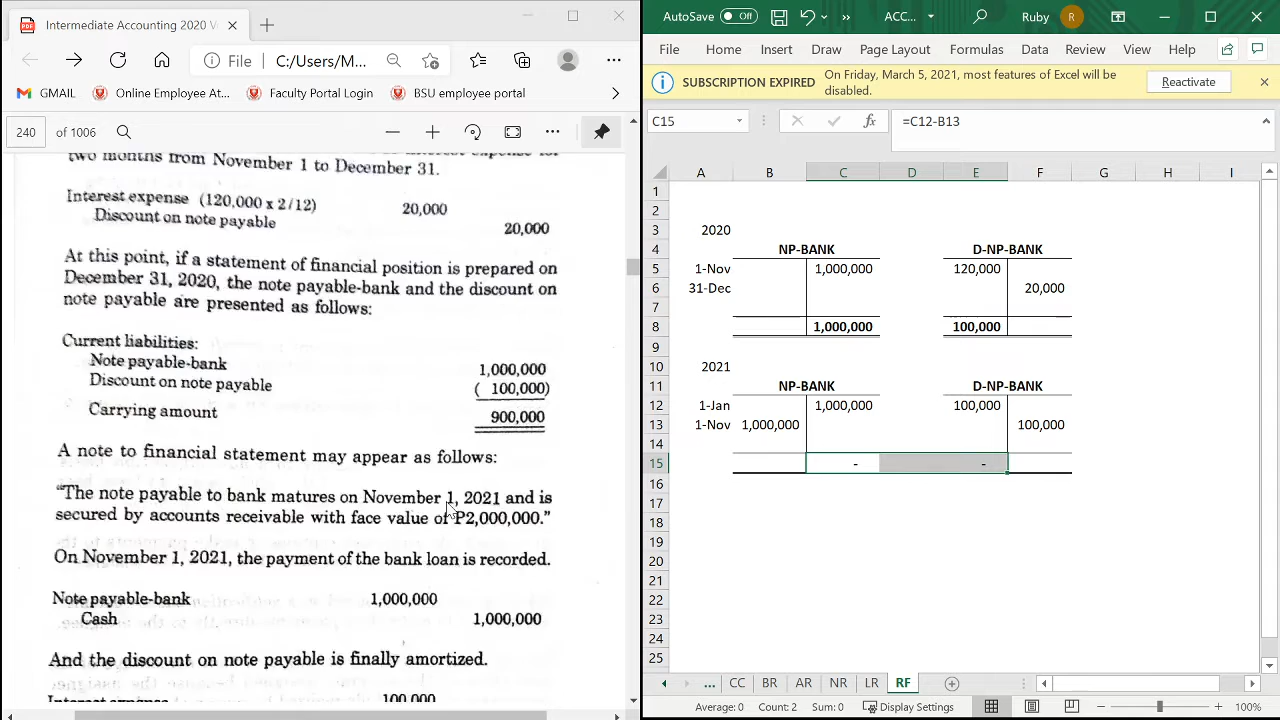 Intermediate Accounting 2020 V
File C:/Users/M...
GMAIL Online Employee At... Faculty Portal Login BSU employee portal
240 of 1006
two months from November 1 to December 31.
Interest expense (120,000 x 2/12) 20,000
Discount on note payable 20,000
At this point, if a statement of financial position is prepared on
December 31, 2020, the note payable-bank and the discount on
note payable are presented as follows:
Current liabilities:
Note payable-bank 1,000,000
Discount on note payable ( 100,000)
Carrying amount 900,000
A note to financial statement may appear as follows:
"The note payable to bank matures on November 1, 2021 and is
secured by accounts receivable with face value of P2,000,000."
On November 1, 2021, the payment of the bank loan is recorded.
Note payable-bank 1,000,000
Cash 1,000,000
And the discount on note payable is finally amortized.
Interest expense 100,000
AutoSave Off ACC... Ruby R
File Home Insert Draw Page Layout Formulas Data Review View Help
SUBSCRIPTION EXPIRED On Friday, March 5, 2021, most features of Excel will be
disabled. Reactivate
C15 fx =C12-B13
A B C D E F G H I
1
2
3 2020
4 NP-BANK D-NP-BANK
5 1-Nov 1,000,000 120,000
6 31-Dec 20,000
7
8 1,000,000 100,000
9
10 2021
11 NP-BANK D-NP-BANK
12 1-Jan 1,000,000 100,000
13 1-Nov 1,000,000 100,000
14
15 - -
16
17
18
19
20
21
22
23
24
25
... CC BR AR NR LR RF
Average: 0 Count: 2 Sum: 0 Display Settings 100%